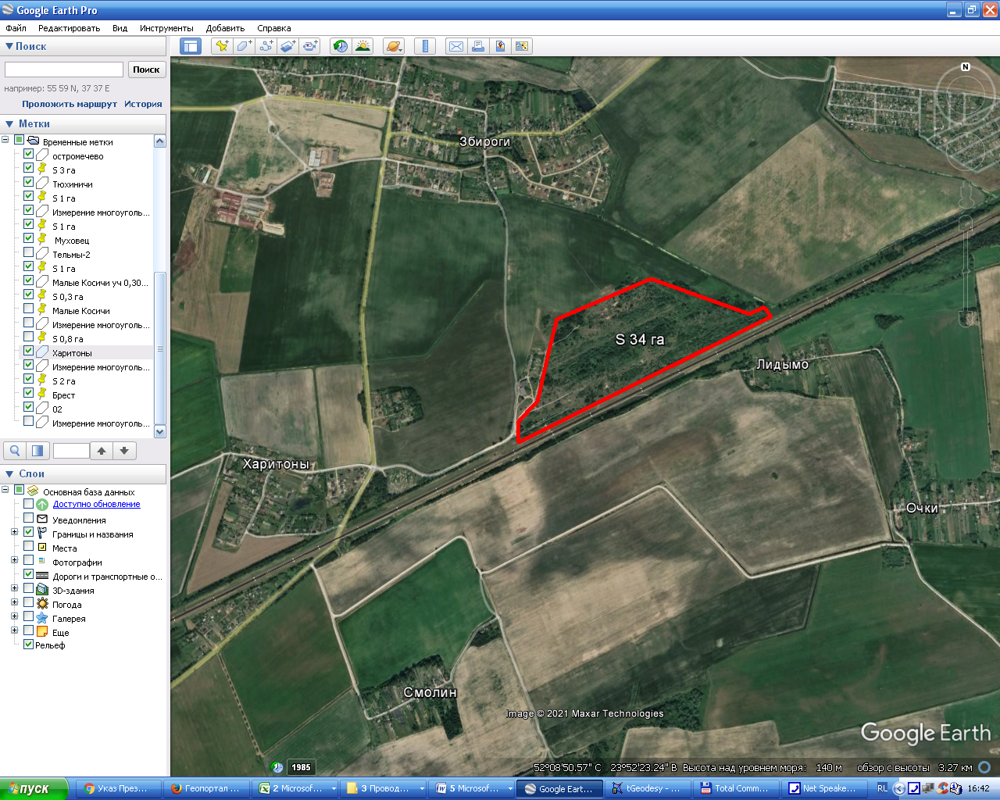 Google Earth Pro
Файл Редактировать Вид Инструменты Добавить Справка
Поиск
Поиск
например: 55 59 N, 37 37 E
Проложить маршрут История
Метки
Временные метки
остромечево
S 3 га
Тюхиничи
S 1 га
Измерение многоуголь...
S 1 га
Муховец
Тельмы-2
S 1 га
Малые Косичи уч 0,30...
S 0,3 га
Малые Косичи
Измерение многоуголь...
S 0,8 га
Харитоны
Измерение многоуголь...
S 2 га
Брест
02
Измерение многоуголь...
Слои
Основная база данных
Доступно обновление
Уведомления
Границы и названия
Места
Фотографии
Дороги и транспортные о...
3D-здания
Погода
Галерея
Еще
Рельеф
N
Збироги
S 34 га
Лидымо
Харитоны
Очки
Смолин
Image © 2021 Maxar Technologies
Google Earth
1985
52°08'50.57" С 23°52'23.24" В Высота над уровнем моря: 140 м обзор с высоты 3.27 км
пуск
Указ През...
Геопортал ...
2 Microsof...
3 Провод...
5 Microsof...
Google Eart...
tGeodesy - ...
Total Comm...
Net Speake...
RU
16:42